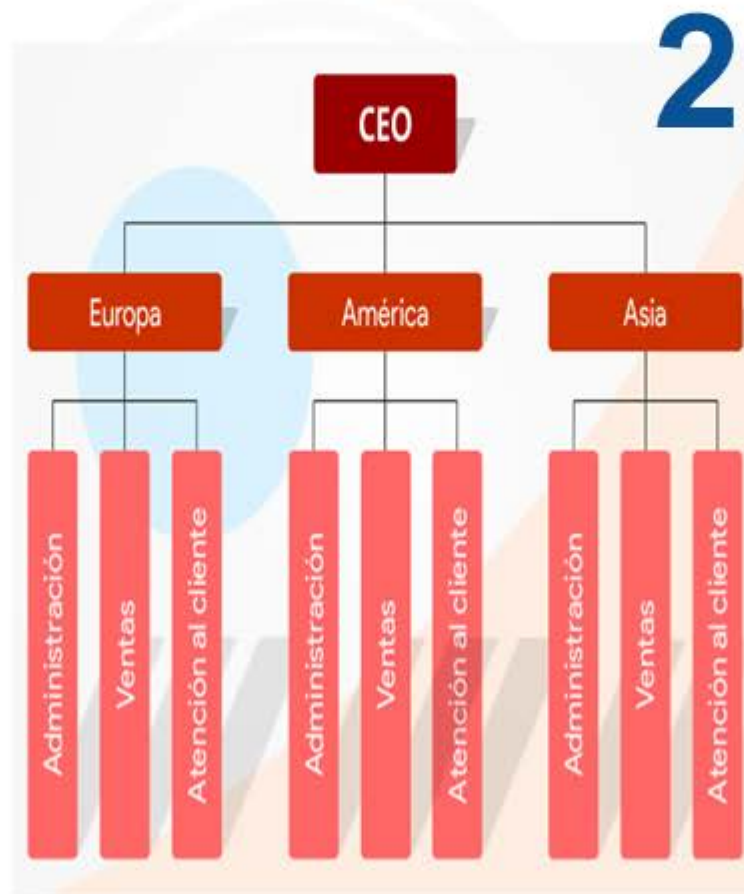 2
CEO
Europa
América
Asia
Administración
Ventas
Atención al cliente
Administración
Ventas
Atención al cliente
Administración
Ventas
Atención al cliente